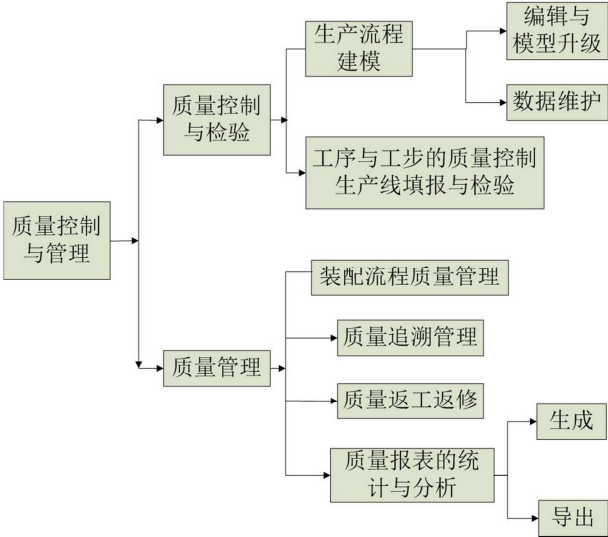 质量控制
与管理
质量控制
与检验
生产流程
建模
编辑与
模型升级
数据维护
工序与工步的质量控制
生产线填报与检验
质量管理
装配流程质量管理
质量追溯管理
质量返工返修
质量报表的统
计与分析
生成
导出